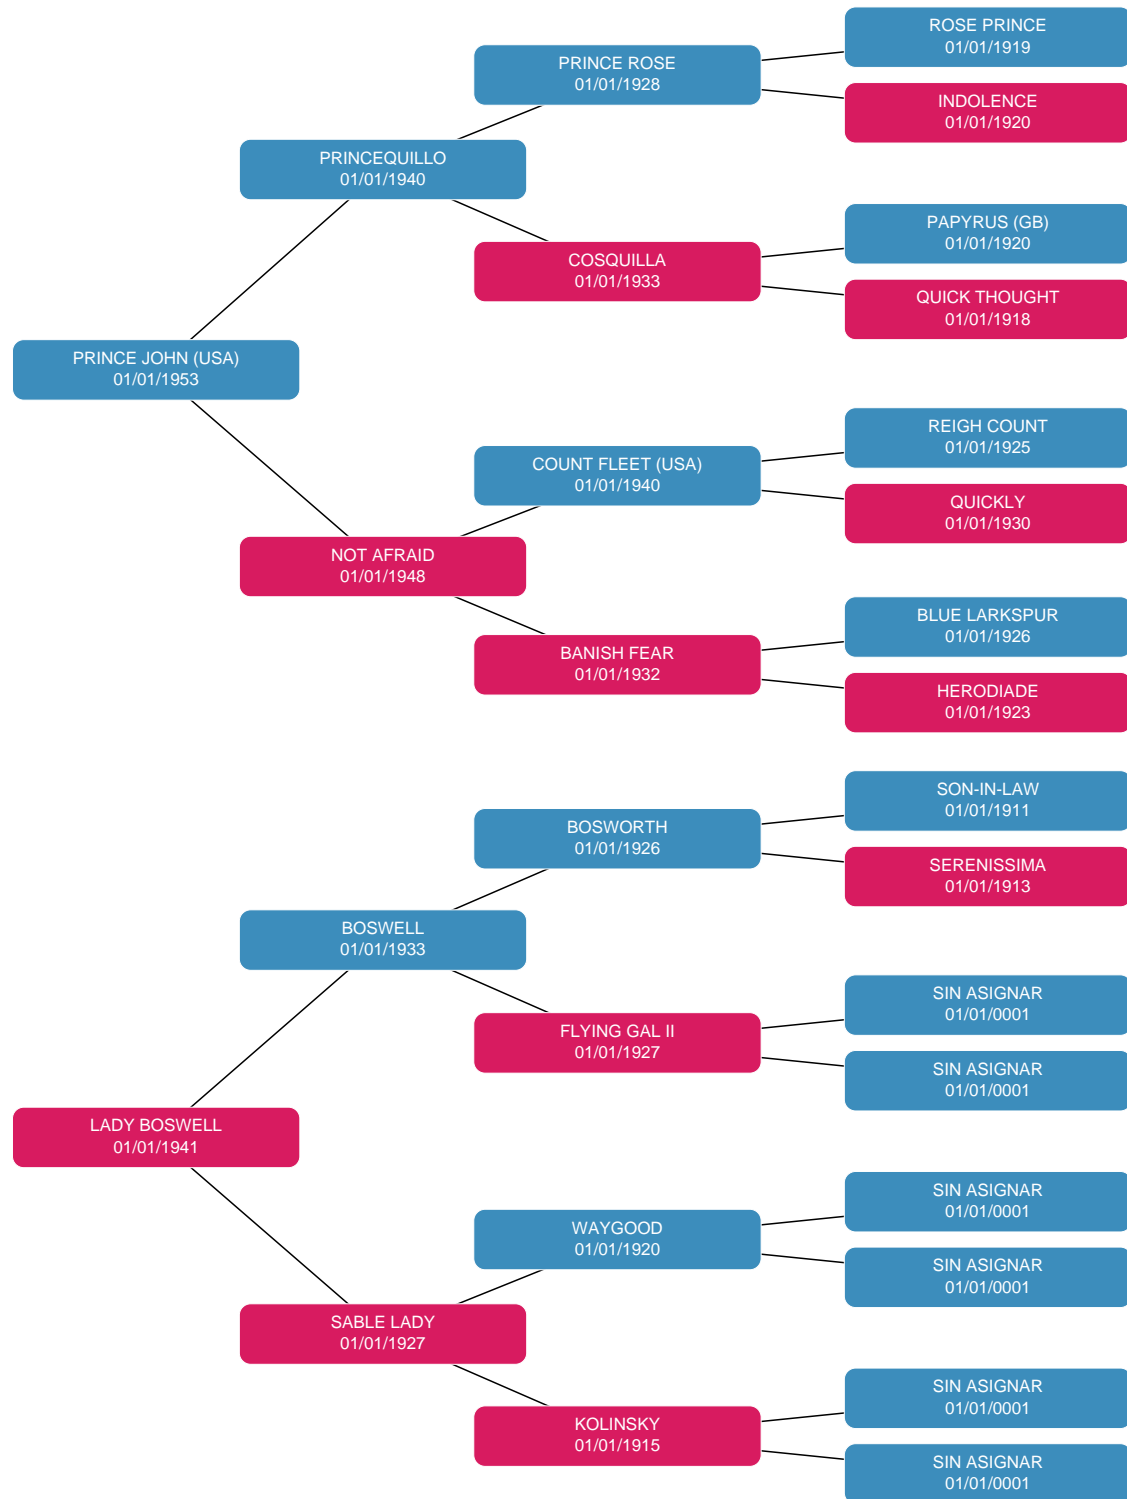 ROSE PRINCE
01/01/1919
PRINCE ROSE
01/01/1928
INDOLENCE
01/01/1920
PRINCEQUILLO
01/01/1940
PAPYRUS (GB)
01/01/1920
COSQUILLA
01/01/1933
QUICK THOUGHT
01/01/1918
PRINCE JOHN (USA)
01/01/1953
REIGH COUNT
01/01/1925
COUNT FLEET (USA)
01/01/1940
QUICKLY
01/01/1930
NOT AFRAID
01/01/1948
BLUE LARKSPUR
01/01/1926
BANISH FEAR
01/01/1932
HERODIADE
01/01/1923
SON-IN-LAW
01/01/1911
BOSWORTH
01/01/1926
SERENISSIMA
01/01/1913
BOSWELL
01/01/1933
SIN ASIGNAR
01/01/0001
FLYING GAL II
01/01/1927
SIN ASIGNAR
01/01/0001
LADY BOSWELL
01/01/1941
SIN ASIGNAR
01/01/0001
WAYGOOD
01/01/1920
SIN ASIGNAR
01/01/0001
SABLE LADY
01/01/1927
SIN ASIGNAR
01/01/0001
KOLINSKY
01/01/1915
SIN ASIGNAR
01/01/0001